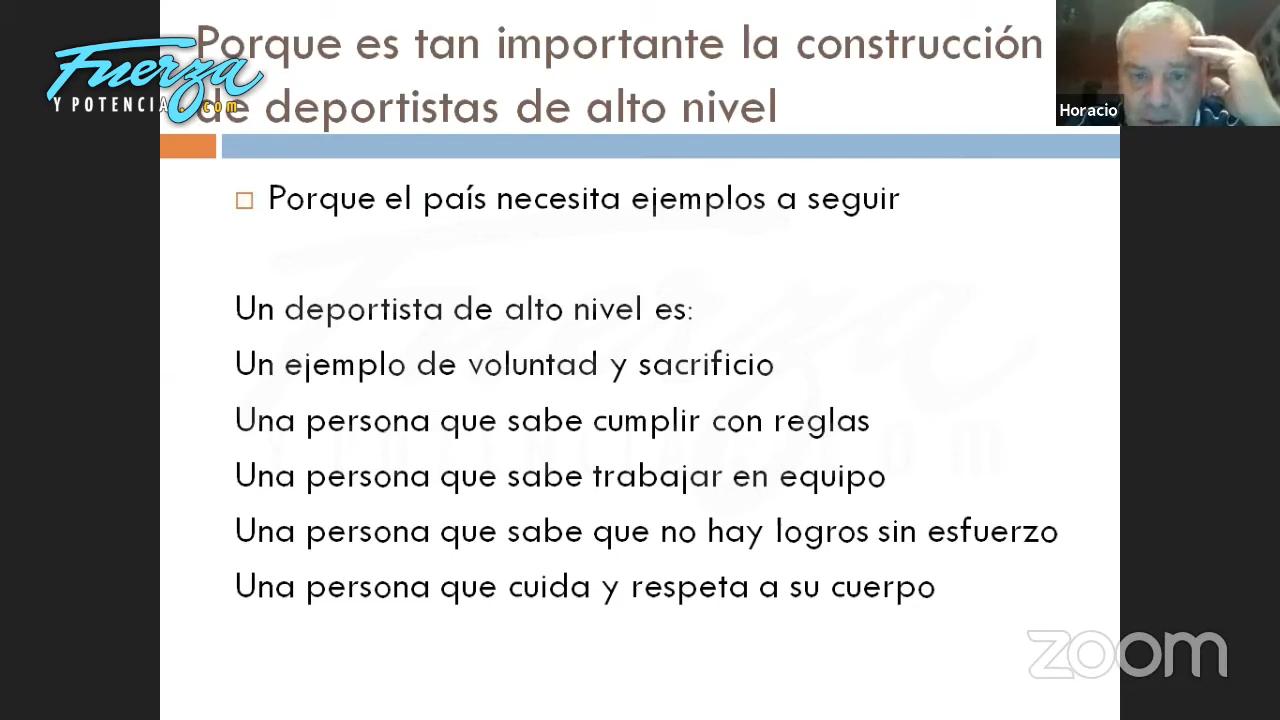 Porque es tan importante la construcción
de deportistas de alto nivel
Fuerza
Y POTENCIA.com
Horacio
Porque el país necesita ejemplos a seguir
Un deportista de alto nivel es:
Un ejemplo de voluntad y sacrificio
Una persona que sabe cumplir con reglas
Una persona que sabe trabajar en equipo
Una persona que sabe que no hay logros sin esfuerzo
Una persona que cuida y respeta a su cuerpo
zoom